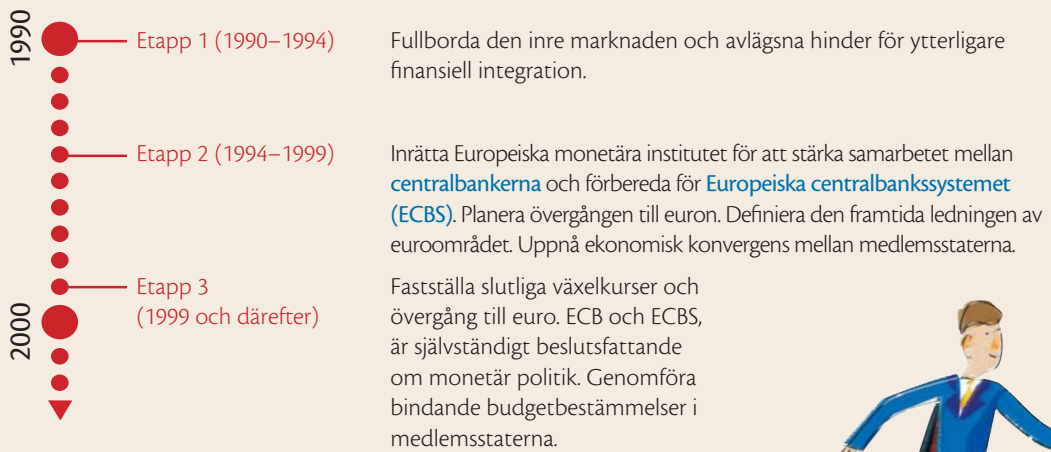 1990
Etapp 1 (1990–1994)
Fullborda den inre marknaden och avlägsna hinder för ytterligare
finansiell integration.
Etapp 2 (1994–1999)
Inrätta Europeiska monetära institutet för att stärka samarbetet mellan
centralbankerna och förbereda för Europeiska centralbankssystemet
(ECBS). Planera övergången till euron. Definiera den framtida ledningen av
euroområdet. Uppnå ekonomisk konvergens mellan medlemsstaterna.
Etapp 3
(1999 och därefter)
Fastställa slutliga växelkurser och
övergång till euro. ECB och ECBS,
är självständigt beslutsfattande
om monetär politik. Genomföra
bindande budgetbestämmelser i
medlemsstaterna.
2000